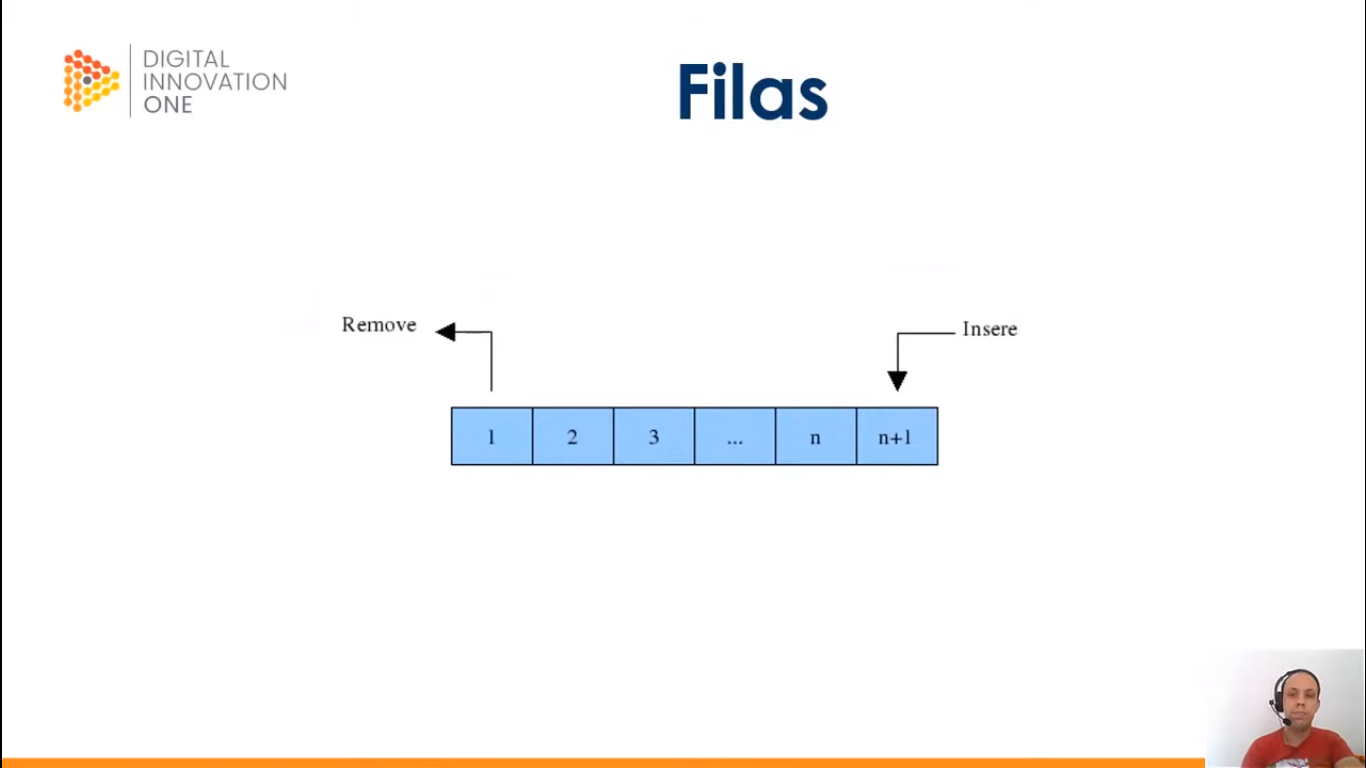 DIGITAL
INNOVATION
ONE
Filas
Remove
Insere
1
2
3
...
n
n+1